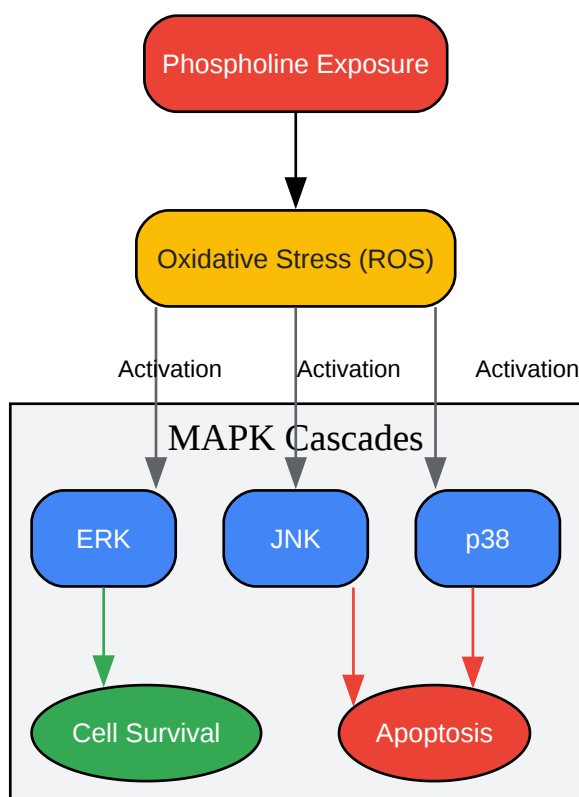 Phospholine Exposure
Oxidative Stress (ROS)
Activation
Activation
Activation
MAPK Cascades
ERK
JNK
p38
Cell Survival
Apoptosis